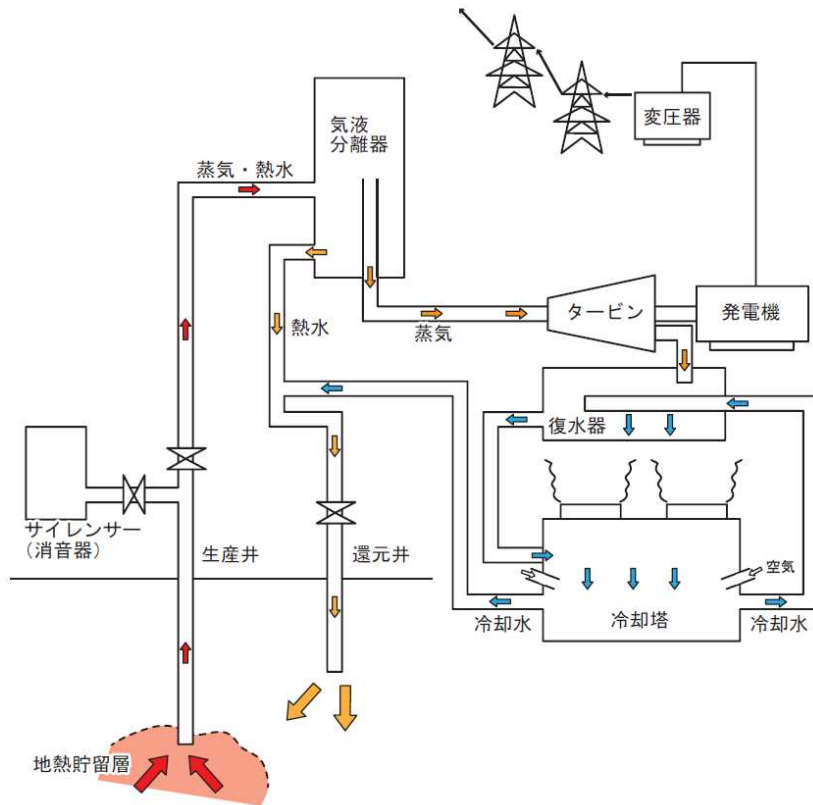 変圧器
気液
分離器
蒸気・熱水
熱水
蒸気
タービン
発電機
復水器
サイレンサー
(消音器)
生産井
還元井
空気
冷却水
冷却塔
冷却水
地熱貯留層